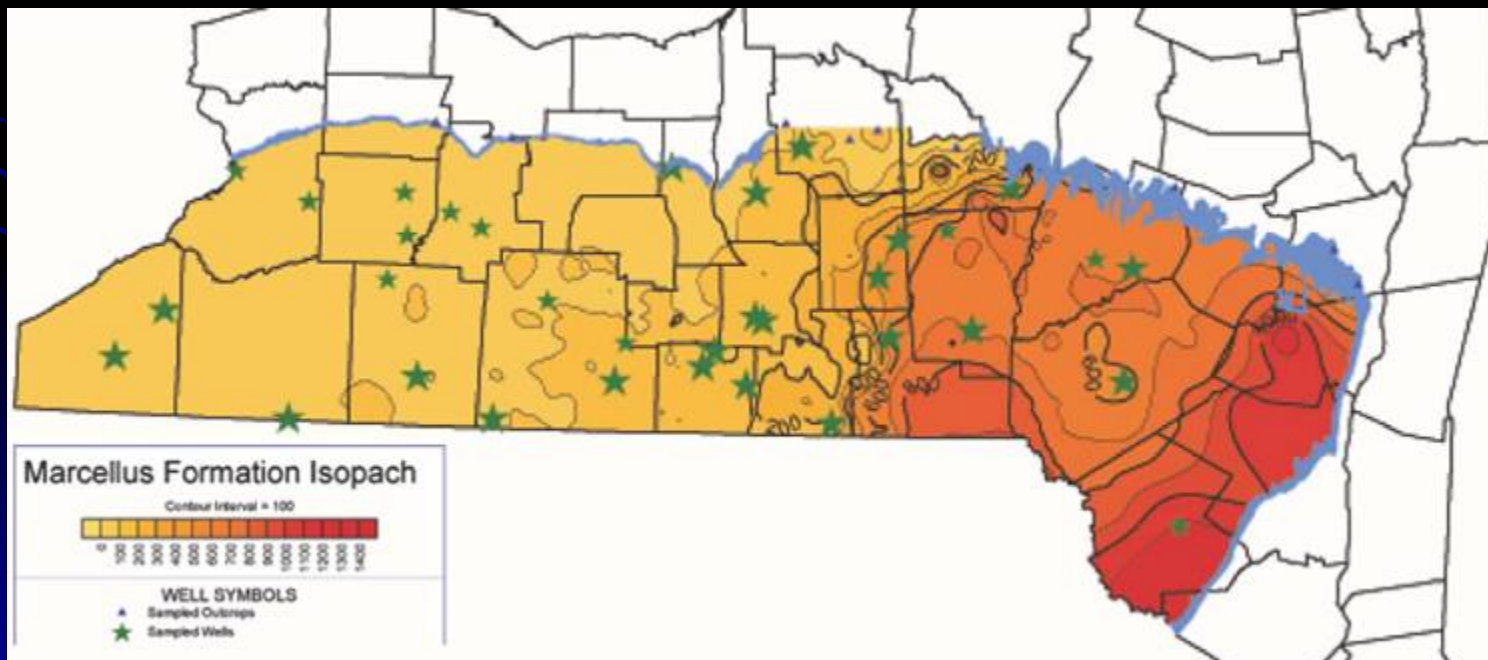 200
800
600
200
Marcellus Formation Isopach
Contour Interval = 100
0 100 200 300 400 500 600 700 800 900 1000 1100 1200 1300 1400
WELL SYMBOLS
Sampled Outcrops
Sampled Wells